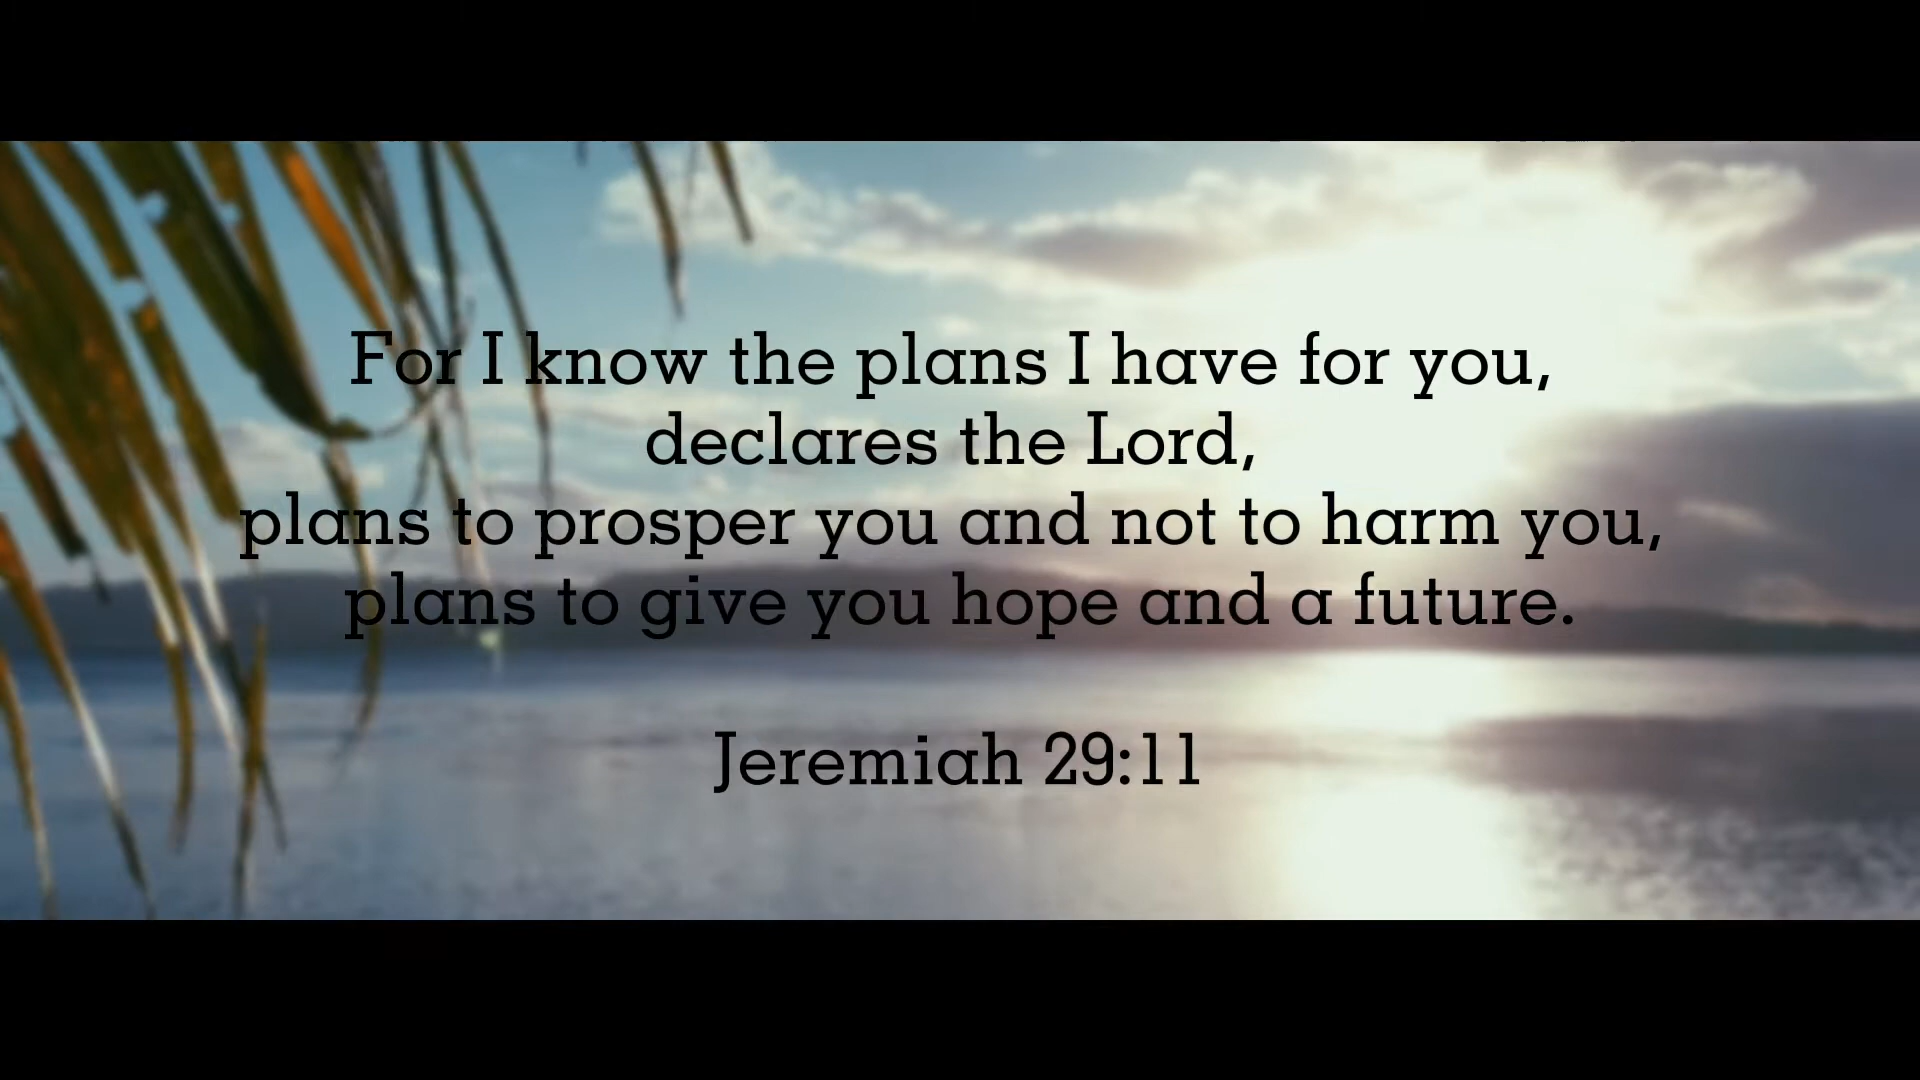 For I know the plans I have for you,
declares the Lord,
plans to prosper you and not to harm you,
plans to give you hope and a future.
Jeremiah 29:11